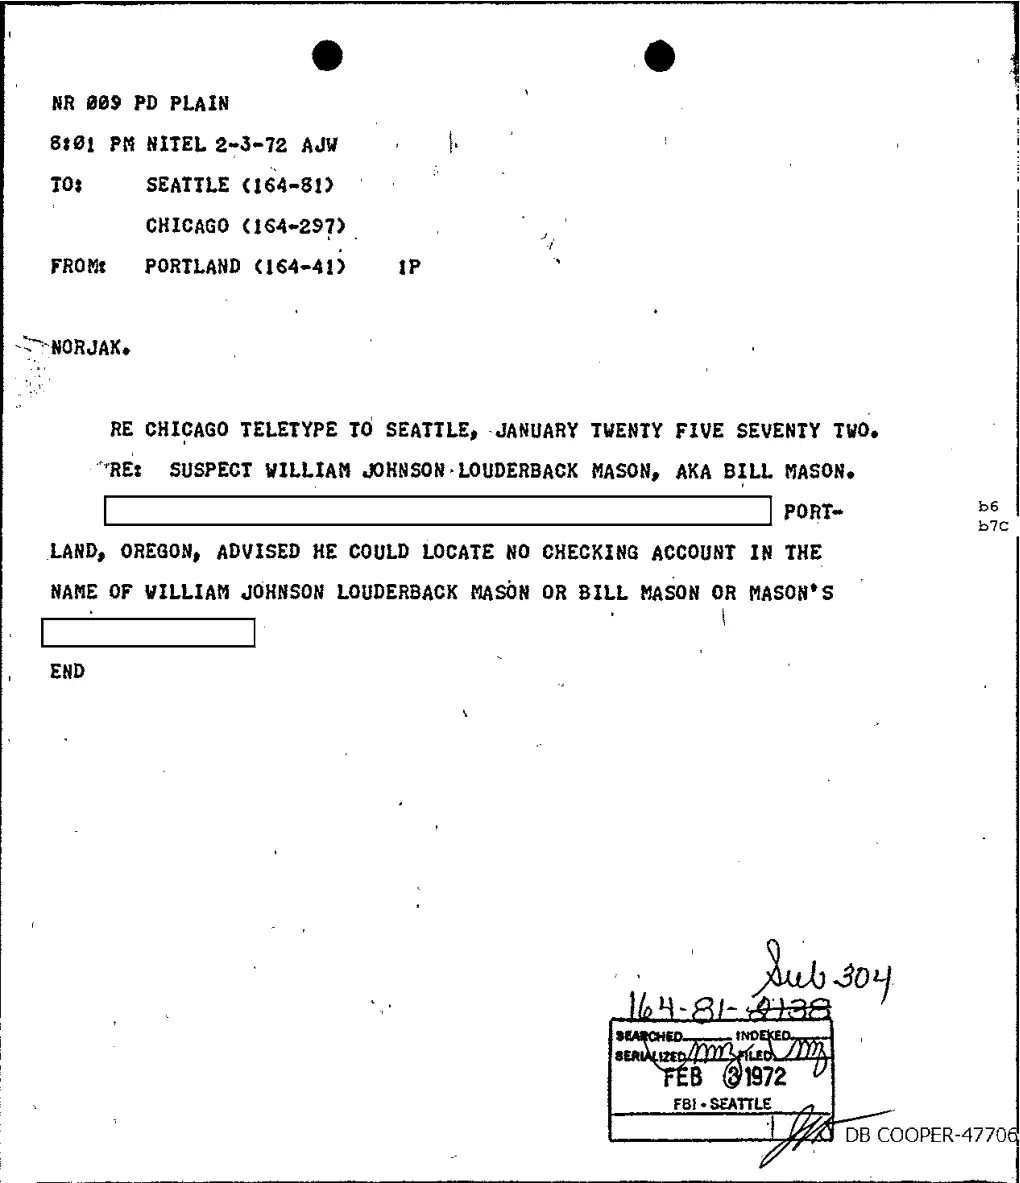 NR 009 PD PLAIN
8:01 PM NITEL 2-3-72 AJW
TO: SEATTLE (164-81)
CHICAGO (164-297)
FROM: PORTLAND (164-41) 1P
NORJAK.
RE CHICAGO TELETYPE TO SEATTLE, JANUARY TWENTY FIVE SEVENTY TWO.
RE: SUSPECT WILLIAM JOHNSON LOUDERBACK MASON, AKA BILL MASON.
PORT-
b6
b7C
LAND, OREGON, ADVISED HE COULD LOCATE NO CHECKING ACCOUNT IN THE
NAME OF WILLIAM JOHNSON LOUDERBACK MASON OR BILL MASON OR MASON'S
END
Sub 304
164-81-2138
SEARCHED INDEXED
SERIALIZED FILED
FEB 3 1972
FBI - SEATTLE
DB COOPER-47706